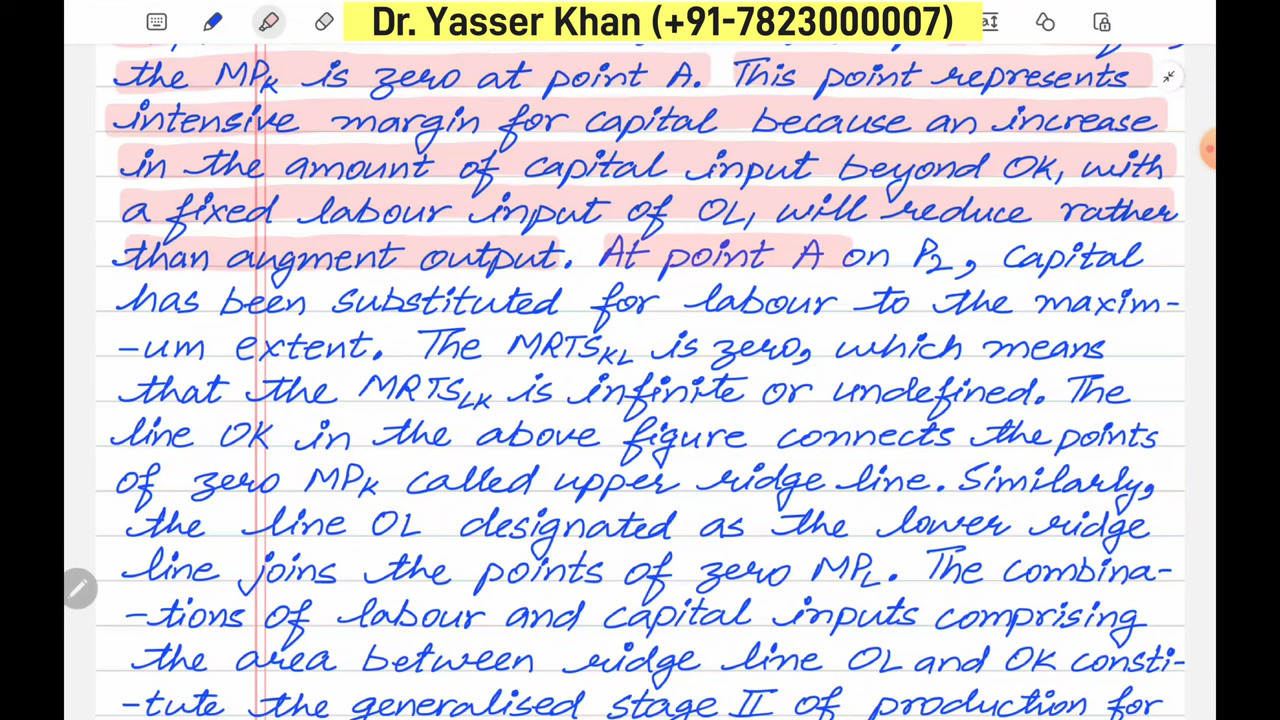 Dr. Yasser Khan (+91-7823000007)
the MPK is zero at point A. This point represents
intensive margin for capital because an increase
in the amount of capital input beyond OK, with
a fixed labour input of OL, will reduce rather
than augment output. At point A on P2, capital
has been substituted for labour to the maxim-
-um extent. The MRTSKL is zero, which means
that the MRTSLK is infinite or undefined. The
line OK in the above figure connects the points
of zero MPK called upper ridge line. Similarly,
the line OL designated as the lower ridge
line joins the points of zero MPL. The combina-
-tions of labour and capital inputs comprising
the area between ridge line OL and OK consti-
-tute the generalised stage II of production for